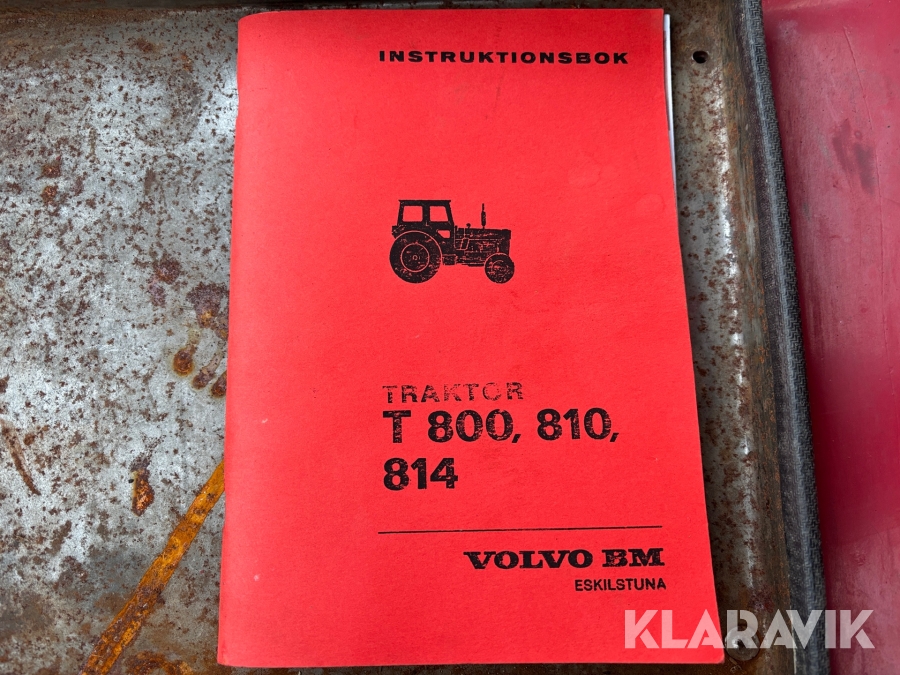 INSTRUKTIONSBOK
TRAKTOR
T 800, 810,
814
VOLVO BM
ESKILSTUNA
KLARAVIK